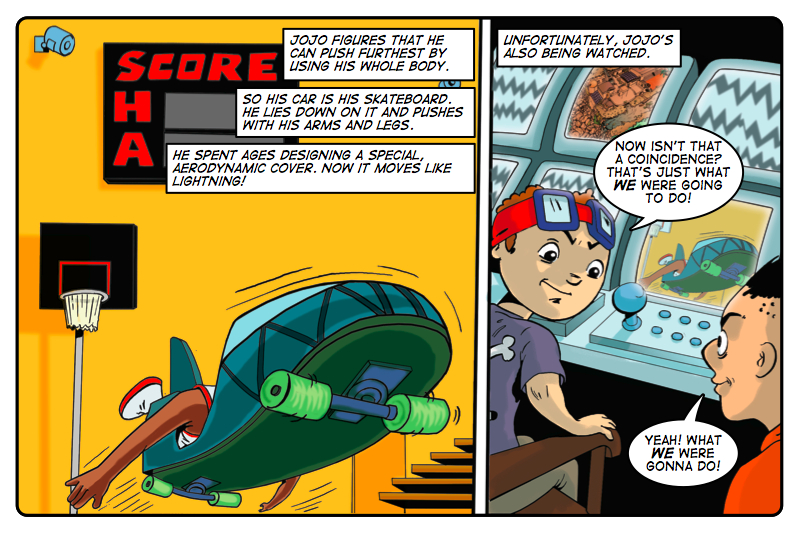 SCORE
H
A
JOJO FIGURES THAT HE
CAN PUSH FURTHEST BY
USING HIS WHOLE BODY.
SO HIS CAR IS HIS SKATEBOARD.
HE LIES DOWN ON IT AND PUSHES
WITH HIS ARMS AND LEGS.
HE SPENT AGES DESIGNING A SPECIAL,
AERODYNAMIC COVER. NOW IT MOVES LIKE
LIGHTNING!
UNFORTUNATELY, JOJO'S
ALSO BEING WATCHED.
NOW ISN'T THAT
A COINCIDENCE?
THAT'S JUST WHAT
WE WERE GOING
TO DO!
YEAH! WHAT
WE WERE
GONNA DO!